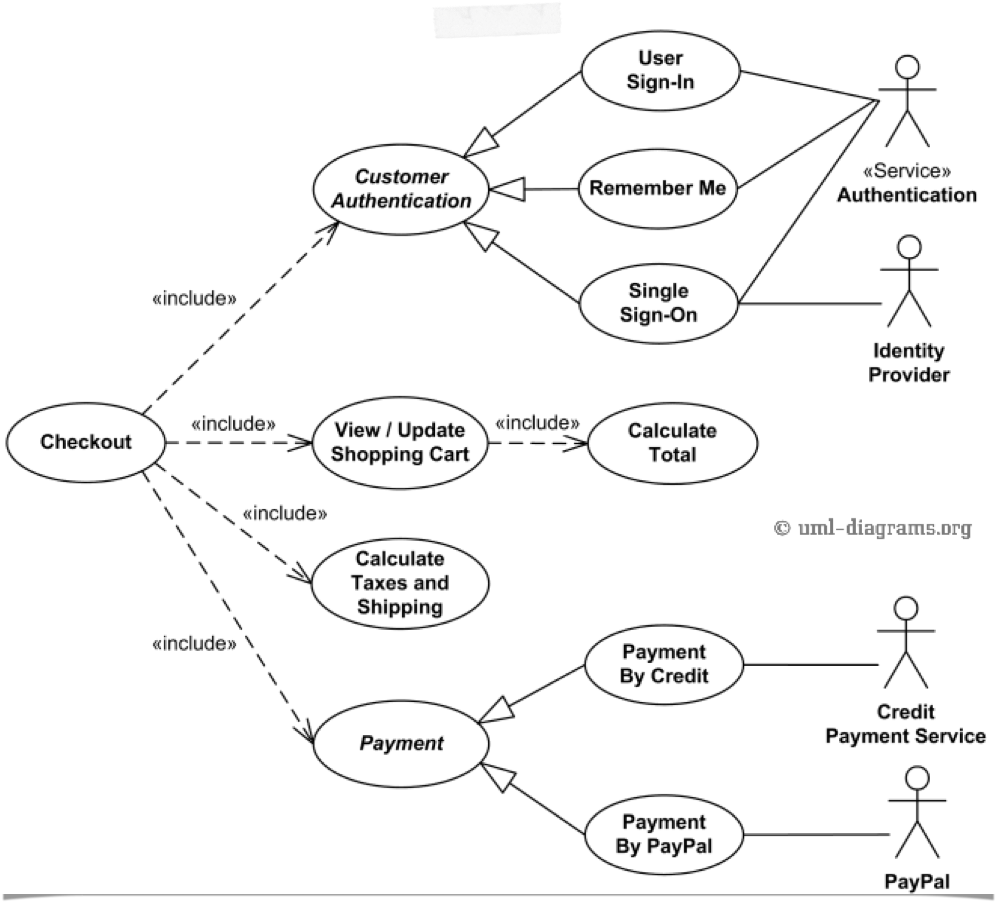 User
Sign-In
Customer
Authentication
Remember Me
«Service»
Authentication
«include»
Single
Sign-On
Identity
Provider
Checkout
«include»
View / Update
Shopping Cart
«include»
Calculate
Total
«include»
© uml-diagrams.org
Calculate
Taxes and
Shipping
«include»
Payment
By Credit
Credit
Payment Service
Payment
Payment
By PayPal
PayPal